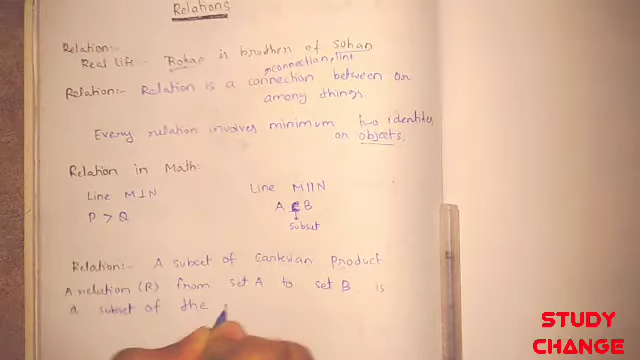 Relations
Relation:-
Real Life:- Rohan is brother of Sohan
connection, link
Relation:- Relation is a connection between or
among things.
Every relation involves minimum two identities
or objects.
Relation in Math:
Line M⊥N
Line M||N
P > Q
A ⊂ B
subset
Relation:- A subset of Cartesian Product
A relation (R) from set A to set B is
a subset of the
STUDY
CHANGE